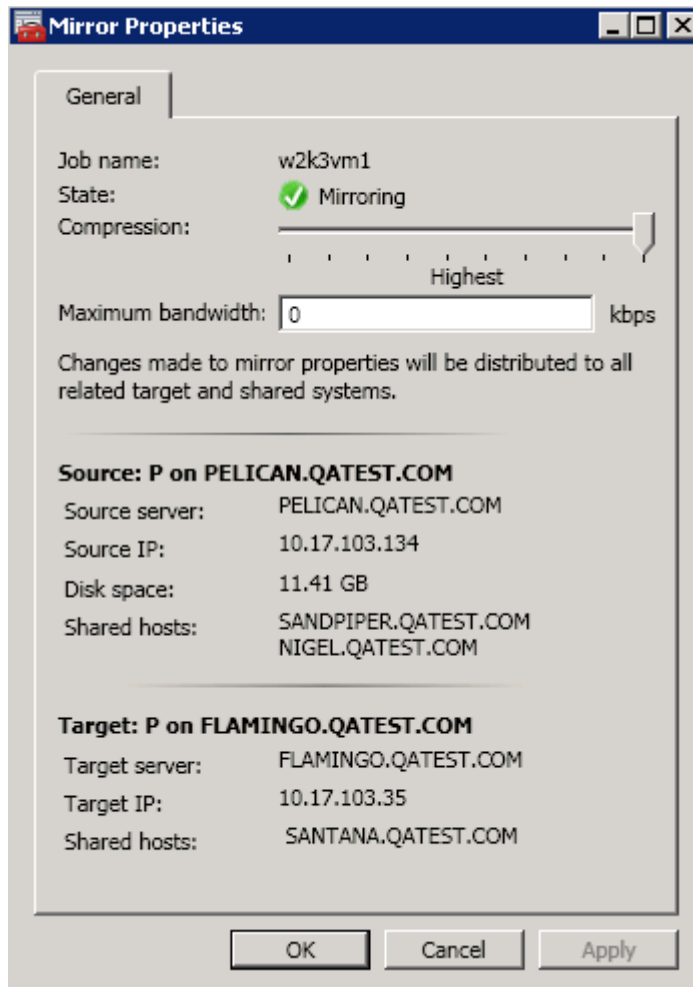 Mirror Properties
General
Job name: w2k3vm1
State: Mirroring
Compression:
Highest
Maximum bandwidth: 0 kbps
Changes made to mirror properties will be distributed to all
related target and shared systems.
Source: P on PELICAN.QATEST.COM
Source server: PELICAN.QATEST.COM
Source IP: 10.17.103.134
Disk space: 11.41 GB
Shared hosts: SANDPIPER.QATEST.COM
NIGEL.QATEST.COM
Target: P on FLAMINGO.QATEST.COM
Target server: FLAMINGO.QATEST.COM
Target IP: 10.17.103.35
Shared hosts: SANTANA.QATEST.COM
OK Cancel Apply